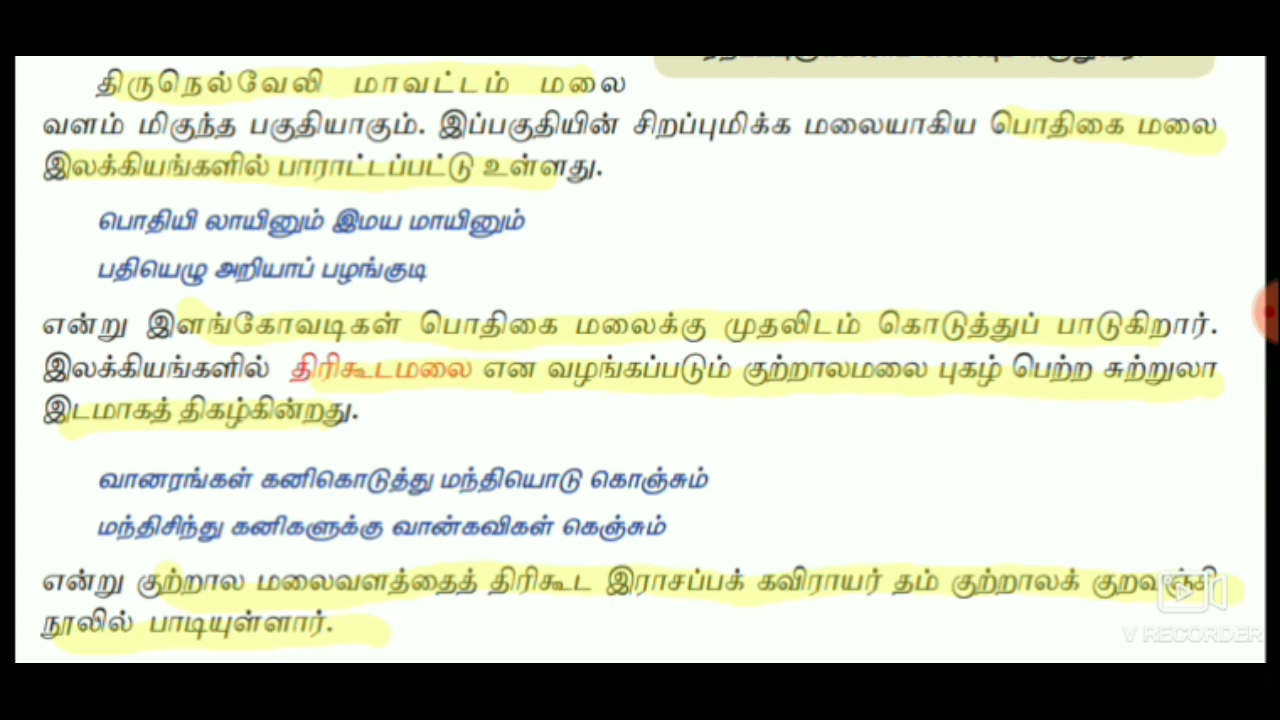 திருநெல்வேலி மாவட்டம் மலை
வளம் மிகுந்த பகுதியாகும். இப்பகுதியின் சிறப்புமிக்க மலையாகிய பொதிகை மலை
இலக்கியங்களில் பாராட்டப்பட்டு உள்ளது.
பொதியி லாயினும் இமய மாயினும்
பதியெழு அறியாப் பழங்குடி
என்று இளங்கோவடிகள் பொதிகை மலைக்கு முதலிடம் கொடுத்துப் பாடுகிறார்.
இலக்கியங்களில் திரிகூடமலை என வழங்கப்படும் குற்றாலமலை புகழ் பெற்ற சுற்றுலா
இடமாகத் திகழ்கின்றது.
வானரங்கள் கனிகொடுத்து மந்தியொடு கொஞ்சும்
மந்திசிந்து கனிகளுக்கு வான்கவிகள் கெஞ்சும்
என்று குற்றால மலைவளத்தைத் திரிகூட இராசப்பக் கவிராயர் தம் குற்றாலக் குறவஞ்சி
நூலில் பாடியுள்ளார்.
V RECORDER